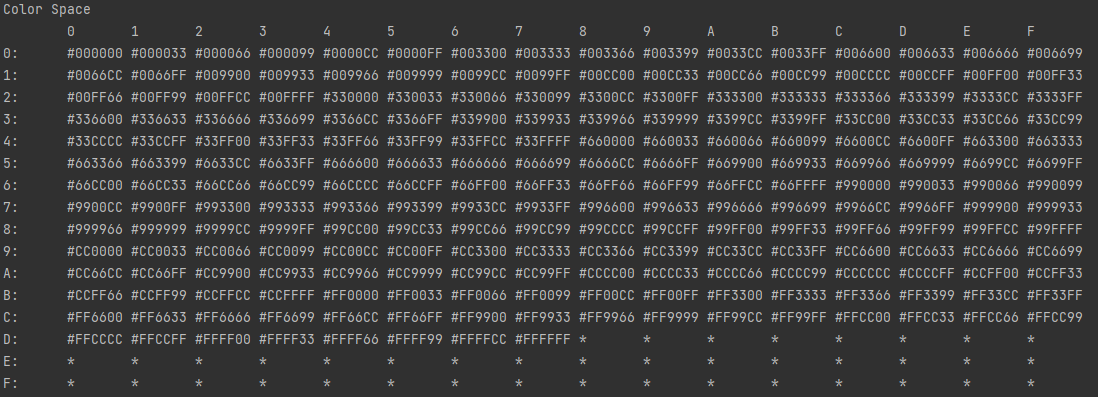 Color Space
0 1 2 3 4 5 6 7 8 9 A B C D E F
0: #000000 #000033 #000066 #000099 #0000CC #0000FF #003300 #003333 #003366 #003399 #0033CC #0033FF #006600 #006633 #006666 #006699
1: #0066CC #0066FF #009900 #009933 #009966 #009999 #0099CC #0099FF #00CC00 #00CC33 #00CC66 #00CC99 #00CCCC #00CCFF #00FF00 #00FF33
2: #00FF66 #00FF99 #00FFCC #00FFFF #330000 #330033 #330066 #330099 #3300CC #3300FF #333300 #333333 #333366 #333399 #3333CC #3333FF
3: #336600 #336633 #336666 #336699 #3366CC #3366FF #339900 #339933 #339966 #339999 #3399CC #3399FF #33CC00 #33CC33 #33CC66 #33CC99
4: #33CCCC #33CCFF #33FF00 #33FF33 #33FF66 #33FF99 #33FFCC #33FFFF #660000 #660033 #660066 #660099 #6600CC #6600FF #663300 #663333
5: #663366 #663399 #6633CC #6633FF #666600 #666633 #666666 #666699 #6666CC #6666FF #669900 #669933 #669966 #669999 #6699CC #6699FF
6: #66CC00 #66CC33 #66CC66 #66CC99 #66CCCC #66CCFF #66FF00 #66FF33 #66FF66 #66FF99 #66FFCC #66FFFF #990000 #990033 #990066 #990099
7: #9900CC #9900FF #993300 #993333 #993366 #993399 #9933CC #9933FF #996600 #996633 #996666 #996699 #9966CC #9966FF #999900 #999933
8: #999966 #999999 #9999CC #9999FF #99CC00 #99CC33 #99CC66 #99CC99 #99CCCC #99CCFF #99FF00 #99FF33 #99FF66 #99FF99 #99FFCC #99FFFF
9: #CC0000 #CC0033 #CC0066 #CC0099 #CC00CC #CC00FF #CC3300 #CC3333 #CC3366 #CC3399 #CC33CC #CC33FF #CC6600 #CC6633 #CC6666 #CC6699
A: #CC66CC #CC66FF #CC9900 #CC9933 #CC9966 #CC9999 #CC99CC #CC99FF #CCCC00 #CCCC33 #CCCC66 #CCCC99 #CCCCCC #CCCCFF #CCFF00 #CCFF33
B: #CCFF66 #CCFF99 #CCFFCC #CCFFFF #FF0000 #FF0033 #FF0066 #FF0099 #FF00CC #FF00FF #FF3300 #FF3333 #FF3366 #FF3399 #FF33CC #FF33FF
C: #FF6600 #FF6633 #FF6666 #FF6699 #FF66CC #FF66FF #FF9900 #FF9933 #FF9966 #FF9999 #FF99CC #FF99FF #FFCC00 #FFCC33 #FFCC66 #FFCC99
D: #FFCCCC #FFCCFF #FFFF00 #FFFF33 #FFFF66 #FFFF99 #FFFFCC #FFFFFF * * * * * * * *
E: * * * * * * * * * * * * * * * *
F: * * * * * * * * * * * * * * * *